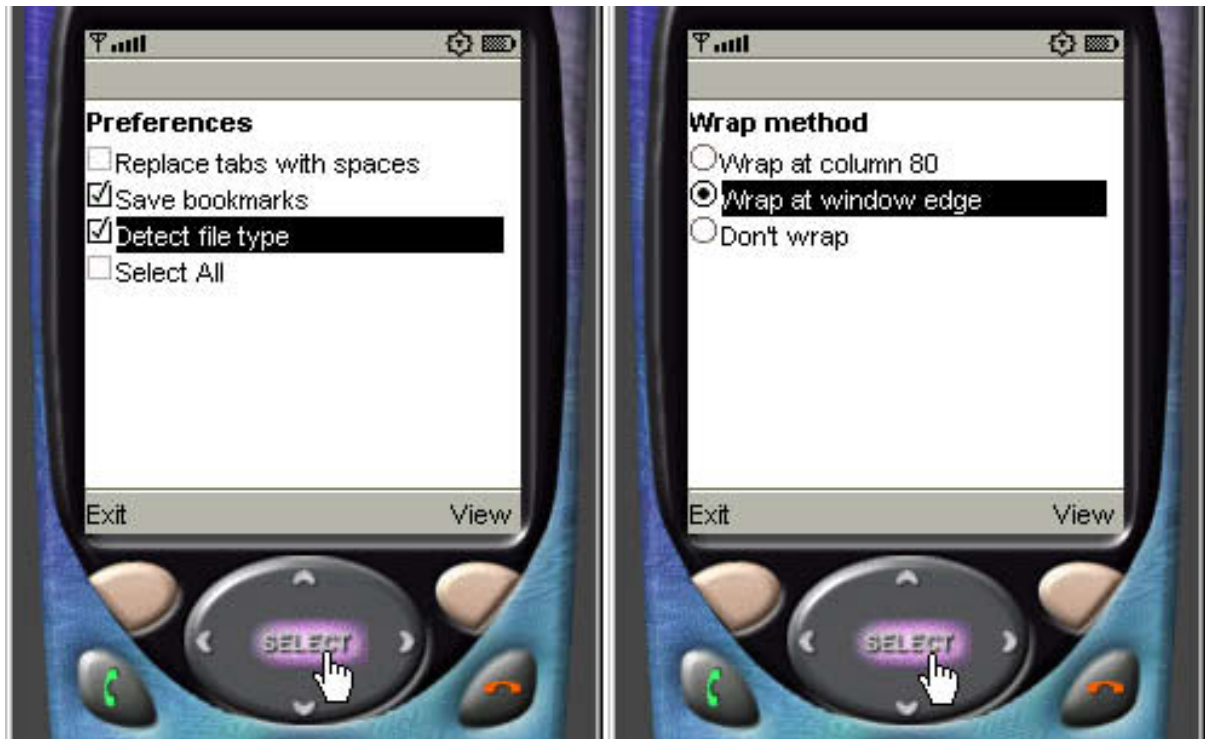 Preferences
Replace tabs with spaces
Save bookmarks
Detect file type
Select All
Exit View
SELECT
Wrap method
Wrap at column 80
Wrap at window edge
Don't wrap
Exit View
SELECT